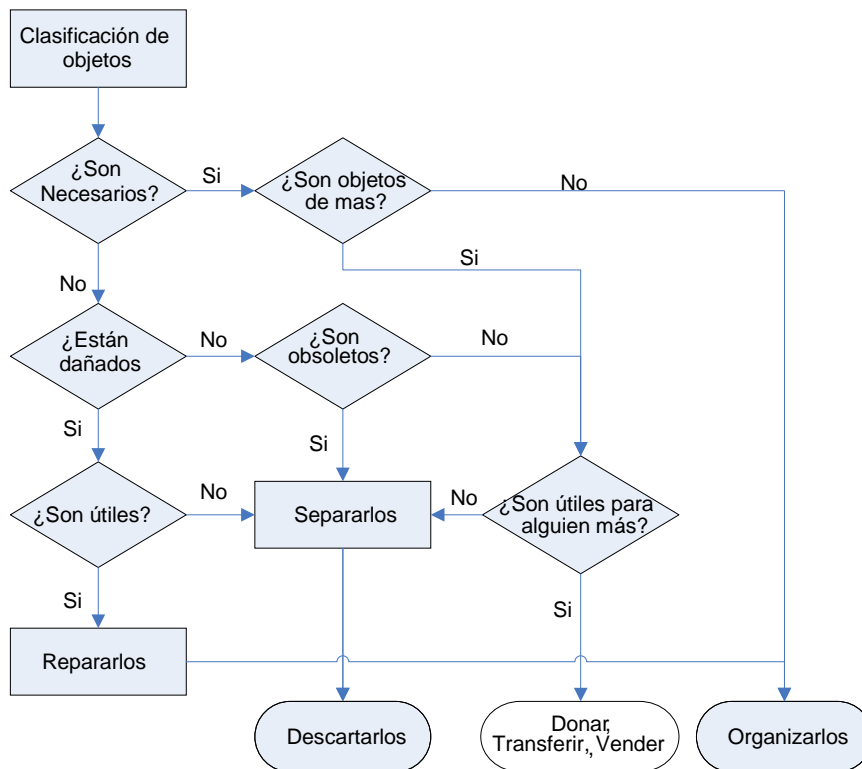 Clasificación de
objetos
¿Son
Necesarios?
Si
¿Son objetos
de mas?
No
Si
No
¿Están
dañados
No
¿Son
obsoletos?
No
Si
Si
¿Son útiles?
No
Separarlos
No
¿Son útiles para
alguien más?
Si
Si
Repararlos
Descartarlos
Donar,
Transferir,, Vender
Organizarlos